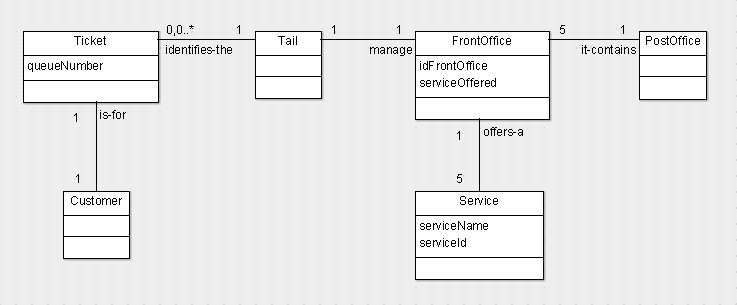 0,0..* 1 1 1 5 1
Ticket Tail FrontOffice PostOffice
identifies-the manage it-contains
queueNumber
idFrontOffice
serviceOffered
1 is-for
1 offers-a
1
5
Customer
Service
serviceName
serviceId